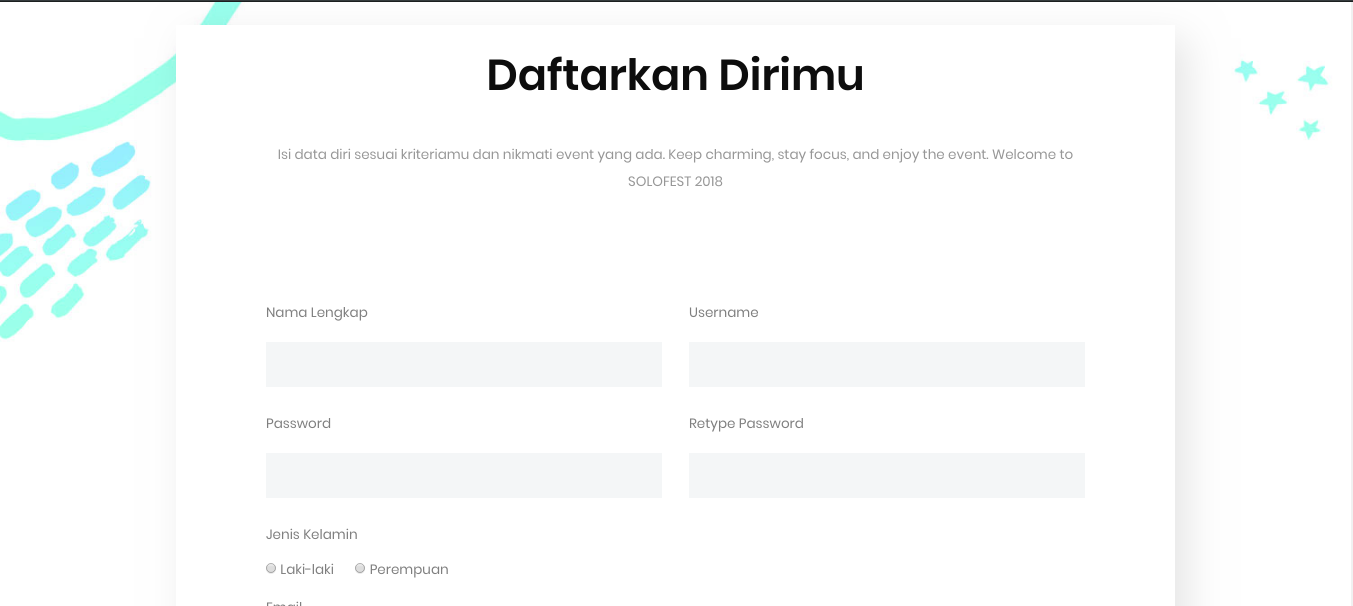 Daftarkan Dirimu
Isi data diri sesuai kriteriamu dan nikmati event yang ada. Keep charming, stay focus, and enjoy the event. Welcome to
SOLOFEST 2018
Nama Lengkap
Username
Password
Retype Password
Jenis Kelamin
Laki-laki
Perempuan
Email